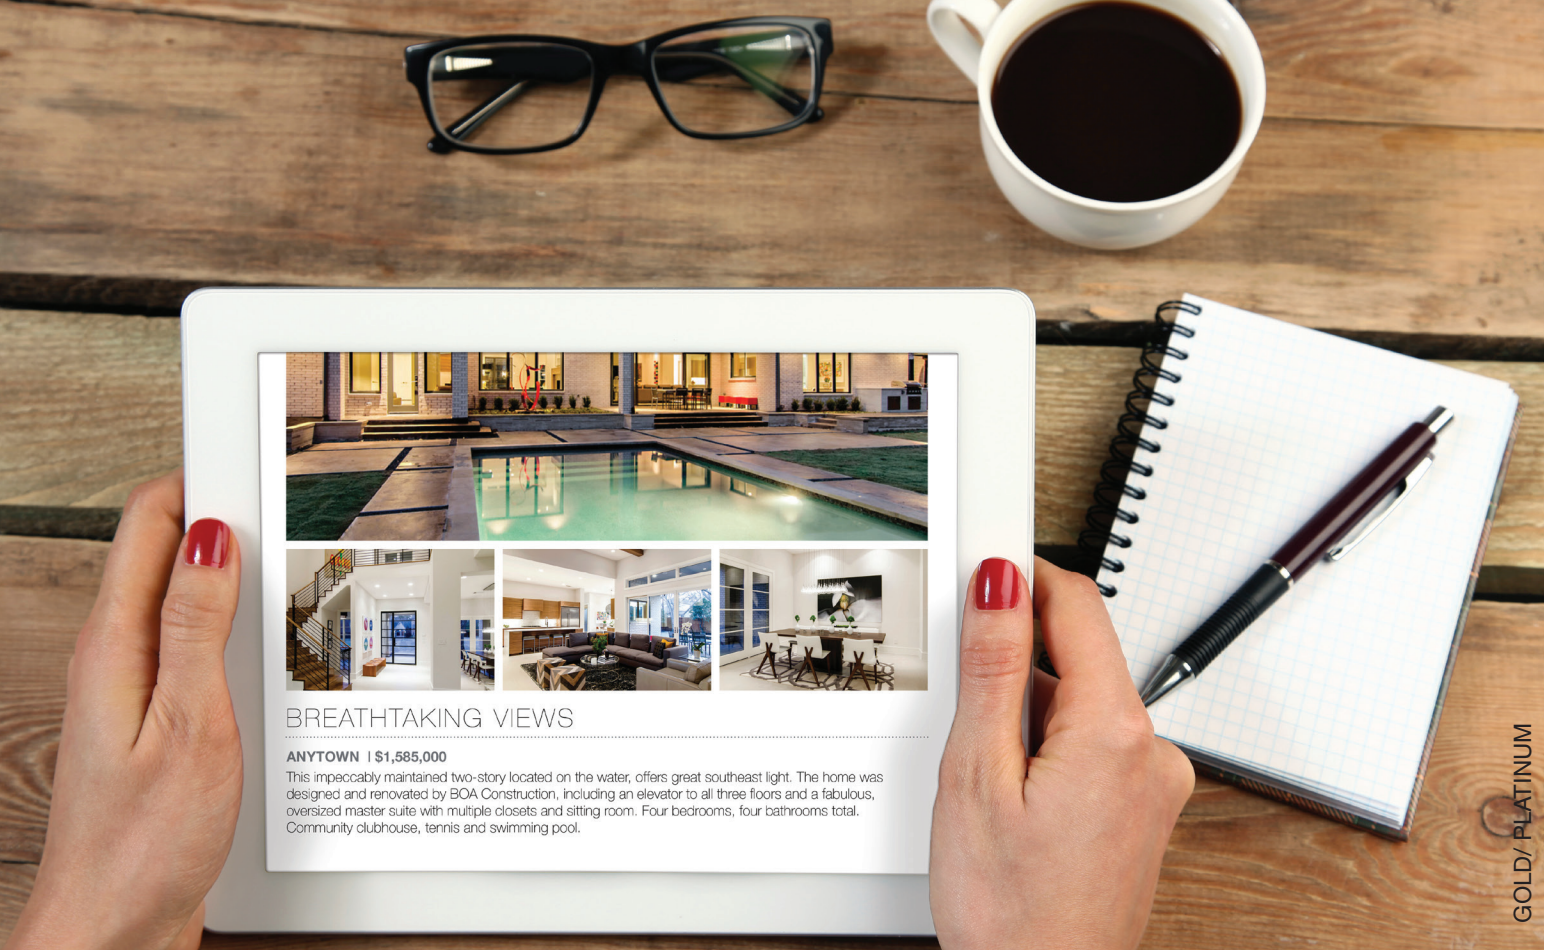 BREATHTAKING VIEWS
ANYTOWN | $1,585,000
This impeccably maintained two-story located on the water, offers great southeast light. The home was
designed and renovated by BOA Construction, including an elevator to all three floors and a fabulous,
oversized master suite with multiple closets and sitting room. Four bedrooms, four bathrooms total.
Community clubhouse, tennis and swimming pool.
GOLD/ PLATINUM